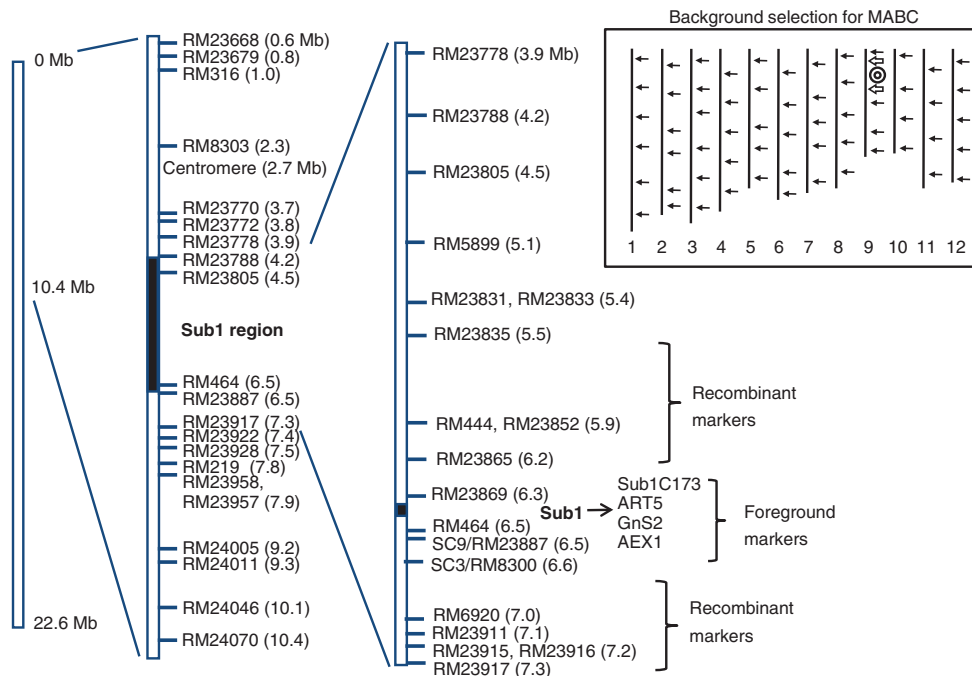 0 Mb
10.4 Mb
22.6 Mb
RM23668 (0.6 Mb)
RM23679 (0.8)
RM316 (1.0)
RM8303 (2.3)
Centromere (2.7 Mb)
RM23770 (3.7)
RM23772 (3.8)
RM23778 (3.9)
RM23788 (4.2)
RM23805 (4.5)
Sub1 region
RM464 (6.5)
RM23887 (6.5)
RM23917 (7.3)
RM23922 (7.4)
RM23928 (7.5)
RM219 (7.8)
RM23958,
RM23957 (7.9)
RM24005 (9.2)
RM24011 (9.3)
RM24046 (10.1)
RM24070 (10.4)
RM23778 (3.9 Mb)
RM23788 (4.2)
RM23805 (4.5)
RM5899 (5.1)
RM23831, RM23833 (5.4)
RM23835 (5.5)
RM444, RM23852 (5.9)
RM23865 (6.2)
RM23869 (6.3)
Sub1
RM464 (6.5)
SC9/RM23887 (6.5)
SC3/RM8300 (6.6)
RM6920 (7.0)
RM23911 (7.1)
RM23915, RM23916 (7.2)
RM23917 (7.3)
Recombinant
markers
Sub1C173
ART5
GnS2
AEX1
Foreground
markers
Recombinant
markers
Background selection for MABC
1 2 3 4 5 6 7 8 9 10 11 12